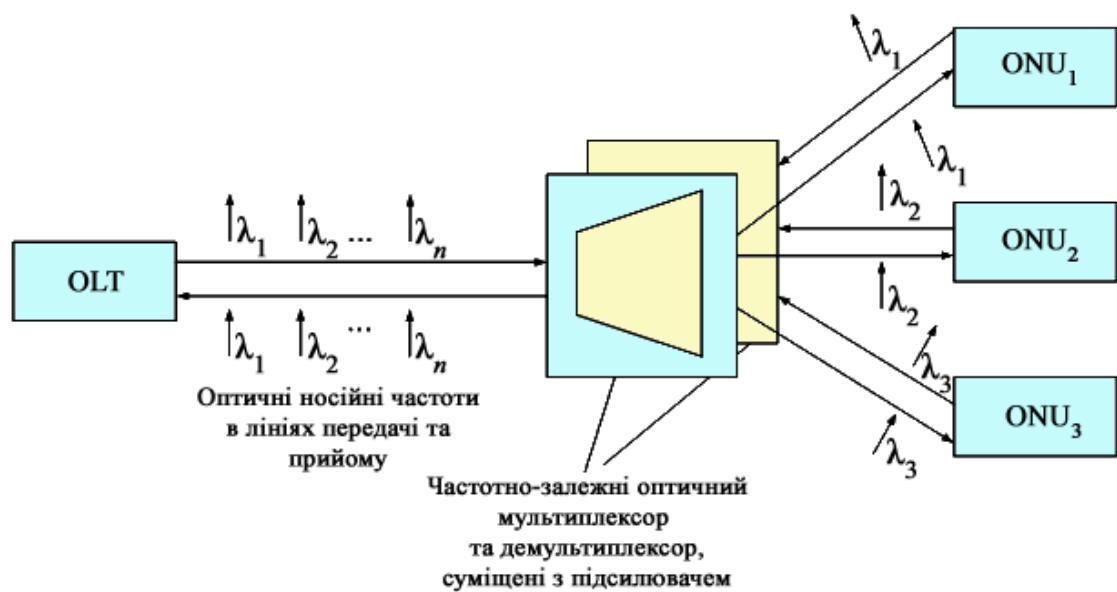 λ1
ONU1
λ1
λ1 λ2 ... λn
λ2
OLT
ONU2
λ1 λ2 ... λn
λ2
λ3
Оптичні носійні частоти
в лініях передачі та
прийому
ONU3
λ3
Частотно-залежні оптичний
мультиплексор
та демультиплексор,
суміщені з підсилювачем